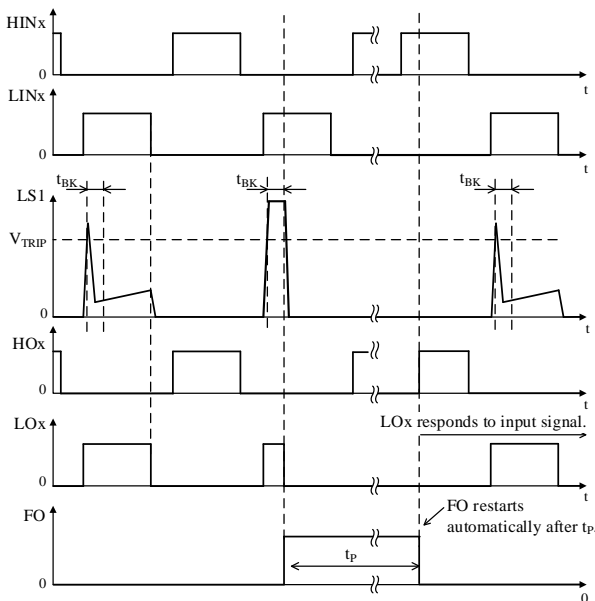 HINx
0
t
LINx
0
t
tBK
tBK
tBK
LS1
VTRIP
0
t
HOx
0
t
LOx
LOx responds to input signal.
0
t
FO
FO restarts
automatically after tP.
tP
0
0